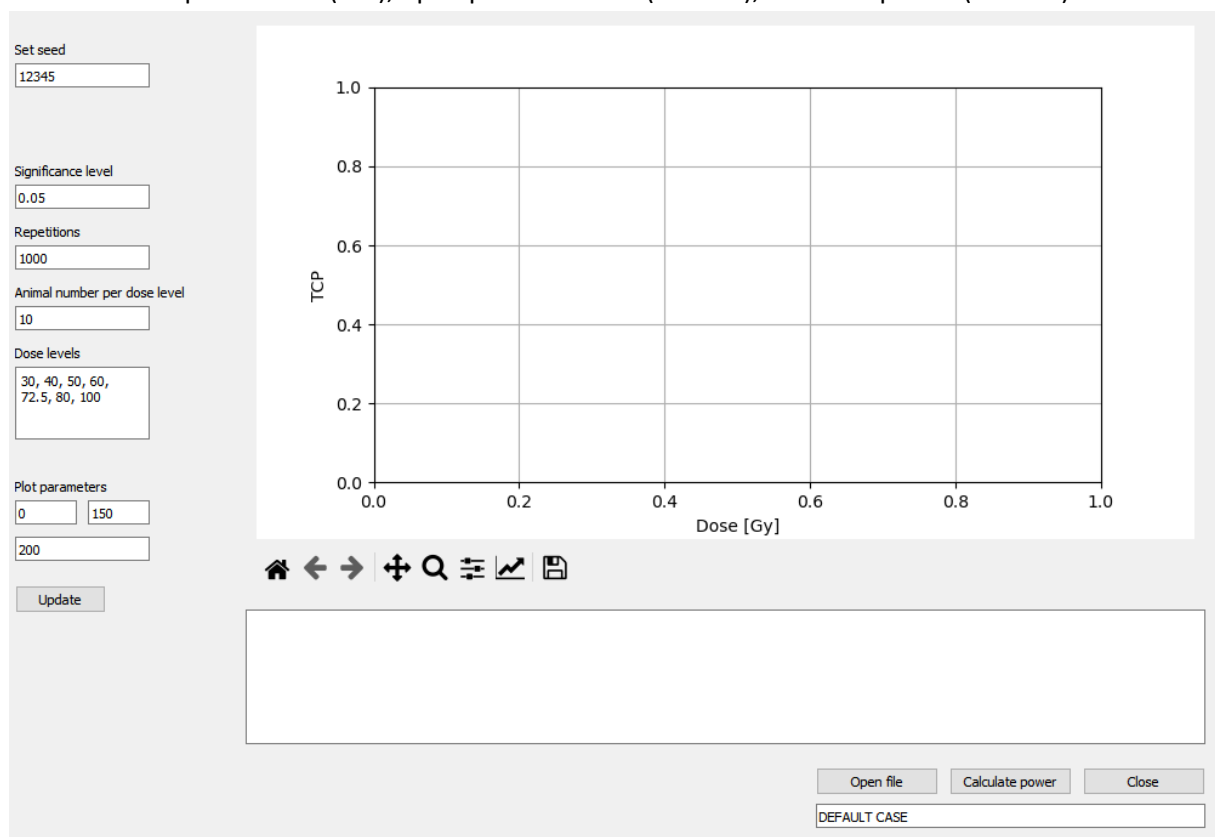 Set seed
12345
Significance level
0.05
Repetitions
1000
Animal number per dose level
10
Dose levels
30, 40, 50, 60,
72.5, 80, 100
Plot parameters
0 150
200
Update
1.0
0.8
0.6
0.4
0.2
0.0
TCP
0.0 0.2 0.4 0.6 0.8 1.0
Dose [Gy]
Open file Calculate power Close
DEFAULT CASE